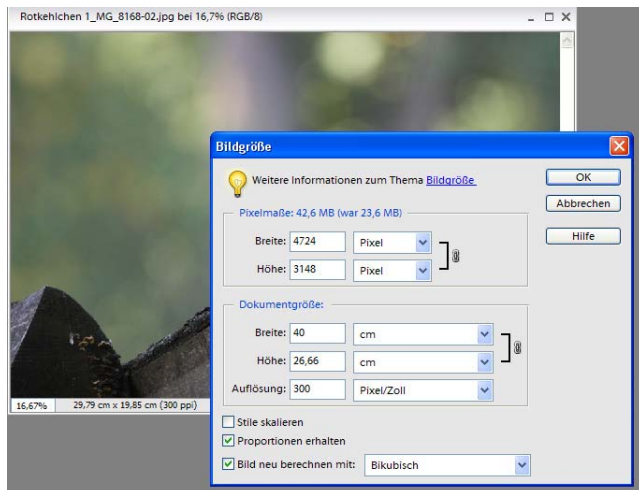 Rotkehlchen 1_MG_8168-02.jpg bei 16,7% (RGB/8)
Bildgröße
Weitere Informationen zum Thema Bildgröße
OK
Abbrechen
Hilfe
Pixelmaße: 42,6 MB (war 23,6 MB)
Breite: 4724 Pixel
Höhe: 3148 Pixel
Dokumentgröße:
Breite: 40 cm
Höhe: 26,66 cm
Auflösung: 300 Pixel/Zoll
Stile skalieren
Proportionen erhalten
Bild neu berechnen mit: Bikubisch
16,67% 29,79 cm x 19,85 cm (300 ppi)